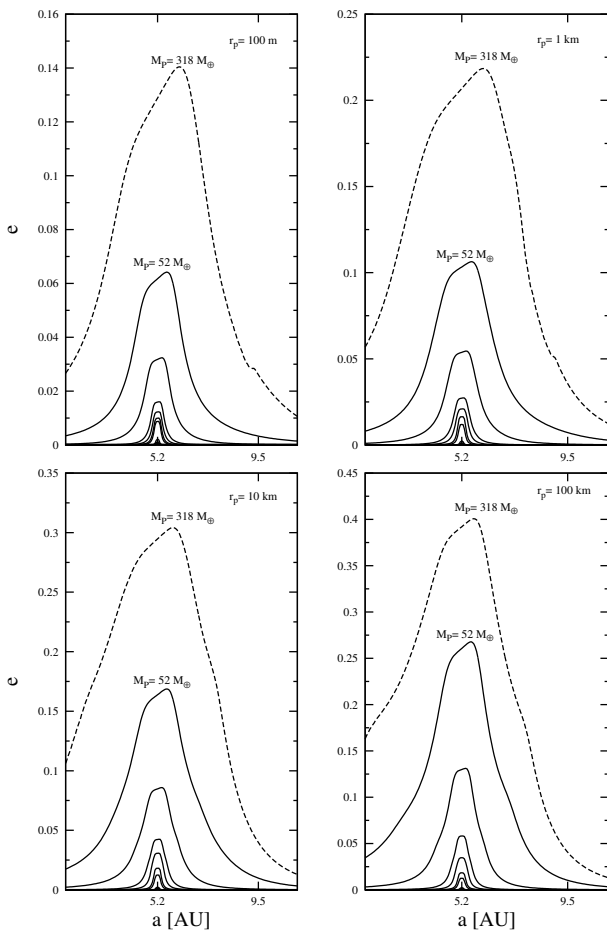 0.16
r_p= 100 m
M_P= 318 M_⊕
0.14
0.12
0.1
e
0.08
M_P= 52 M_⊕
0.06
0.04
0.02
0
5.2
9.5
0.25
r_p= 1 km
M_P= 318 M_⊕
0.2
0.15
M_P= 52 M_⊕
0.1
0.05
0
5.2
9.5
0.35
r_p= 10 km
M_P= 318 M_⊕
0.3
0.25
0.2
e
M_P= 52 M_⊕
0.15
0.1
0.05
0
5.2
9.5
a [AU]
0.45
r_p= 100 km
M_P= 318 M_⊕
0.4
0.35
0.3
M_P= 52 M_⊕
0.25
0.2
0.15
0.1
0.05
0
5.2
9.5
a [AU]